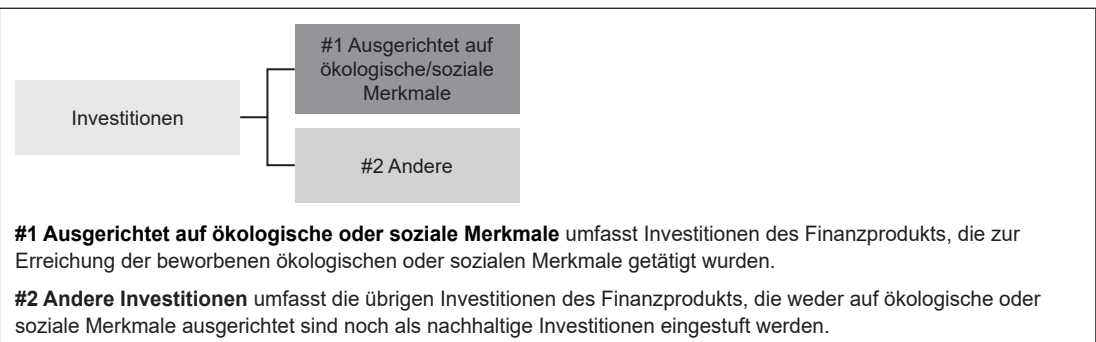 #1 Ausgerichtet auf
ökologische/soziale
Merkmale
Investitionen
#2 Andere
#1 Ausgerichtet auf ökologische oder soziale Merkmale umfasst Investitionen des Finanzprodukts, die zur
Erreichung der beworbenen ökologischen oder sozialen Merkmale getätigt wurden.
#2 Andere Investitionen umfasst die übrigen Investitionen des Finanzprodukts, die weder auf ökologische oder
soziale Merkmale ausgerichtet sind noch als nachhaltige Investitionen eingestuft werden.